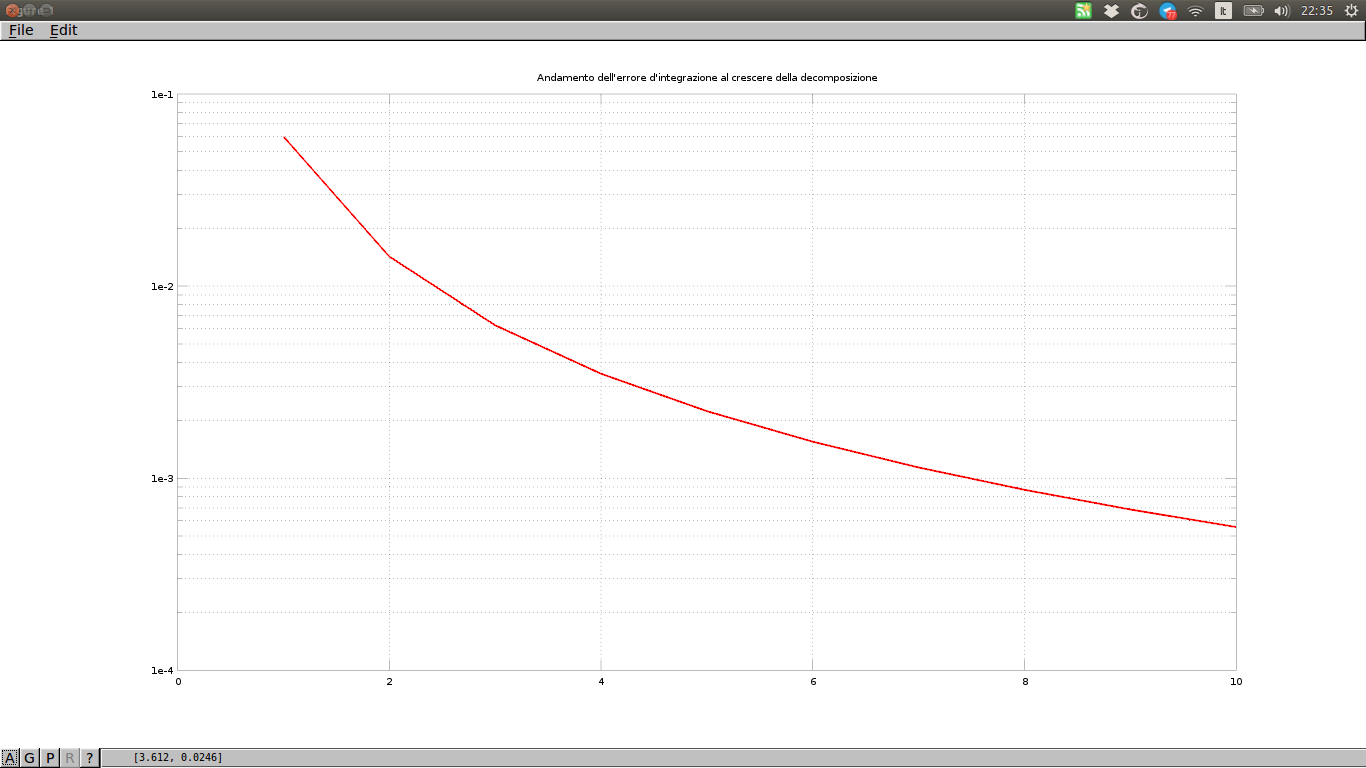 22:35
File Edit
Andamento dell'errore d'integrazione al crescere della decomposizione
1e-1
1e-2
1e-3
1e-4
0 2 4 6 8 10
A G P R ? [3.612, 0.0246]